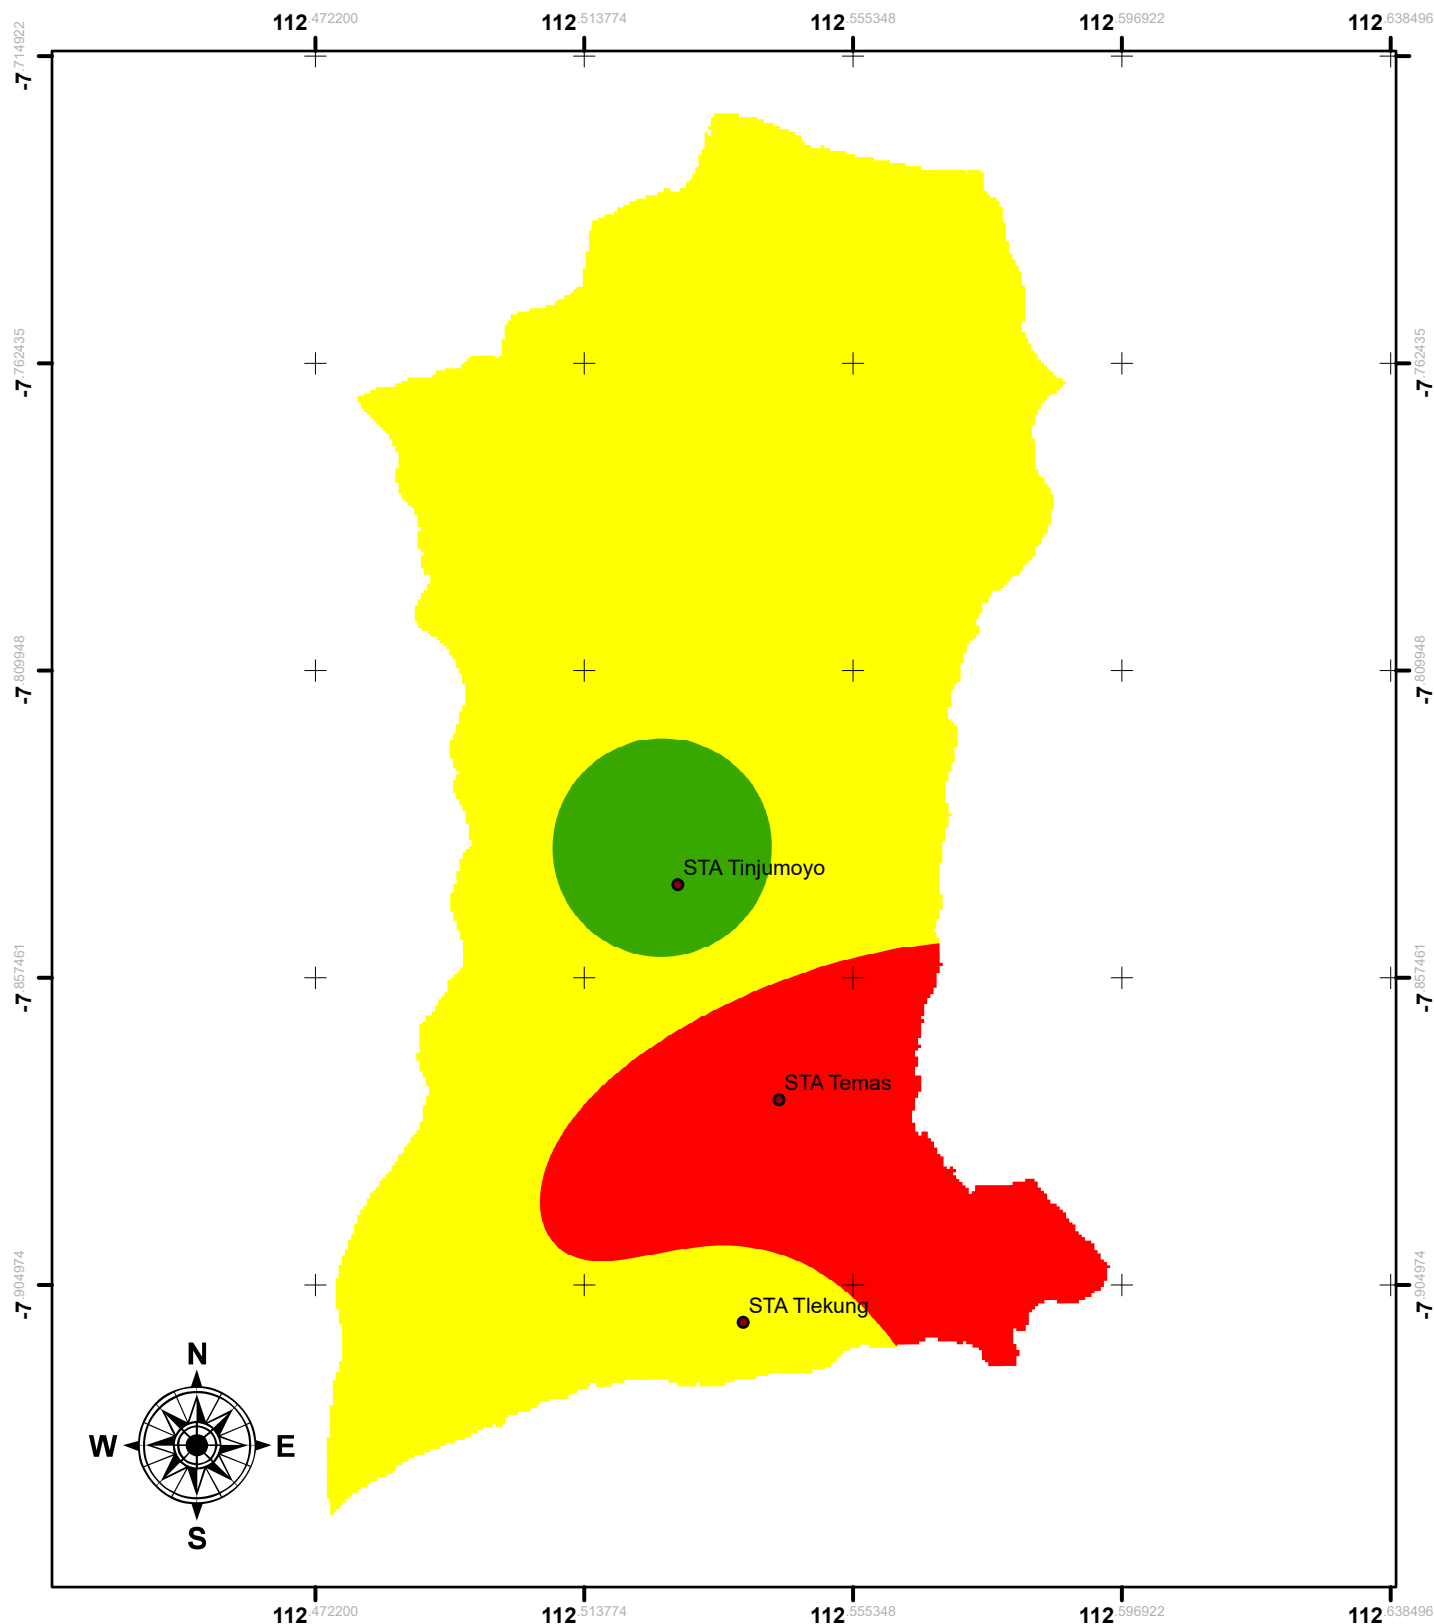 112.472200 112.513774 112.555348 112.596922 112.638496
-7.714922 -7.714922
-7.762435 -7.762435
-7.809948 -7.809948
STA Tinjumoyo
-7.857461 -7.857461
STA Temas
-7.904974 -7.904974
STA Tlekung
N
W E
S
112.472200 112.513774 112.555348 112.596922 112.638496